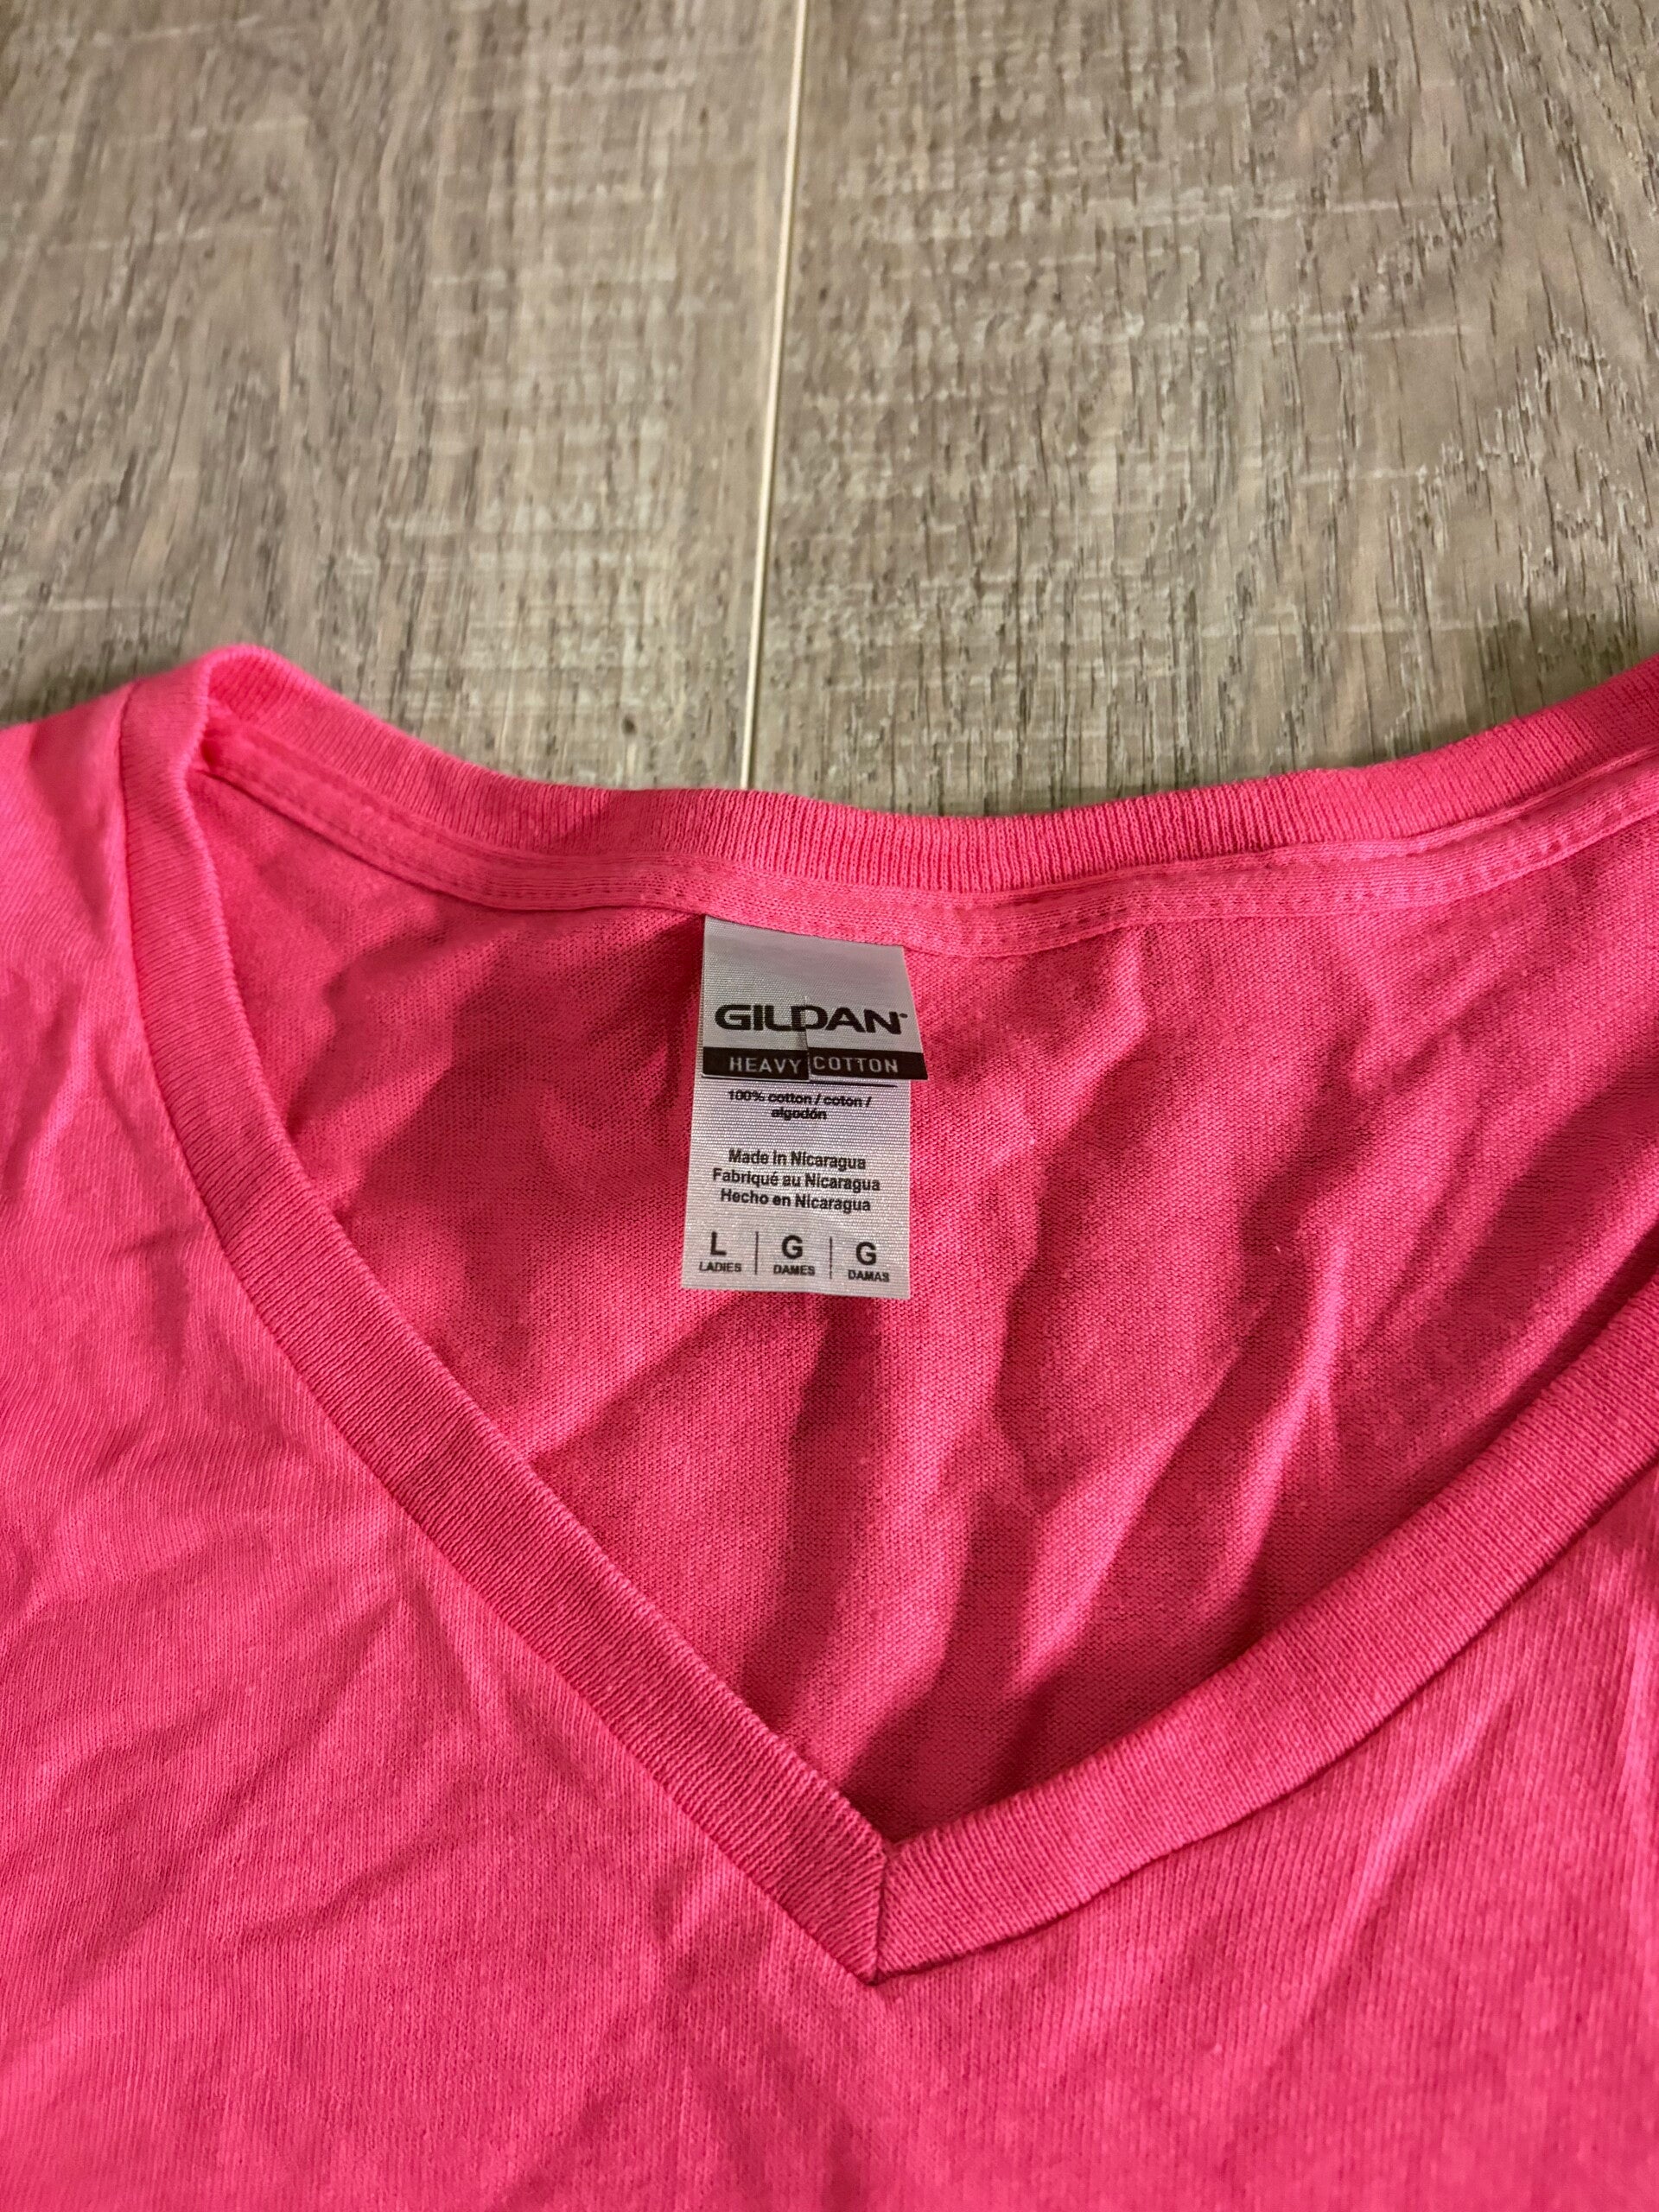 GILDAN
HEAVY COTTON
100% cotton / coton /
algodón
Made in Nicaragua
Fabriqué au Nicaragua
Hecho en Nicaragua
L | G | G
LADIES DAMES DAMAS